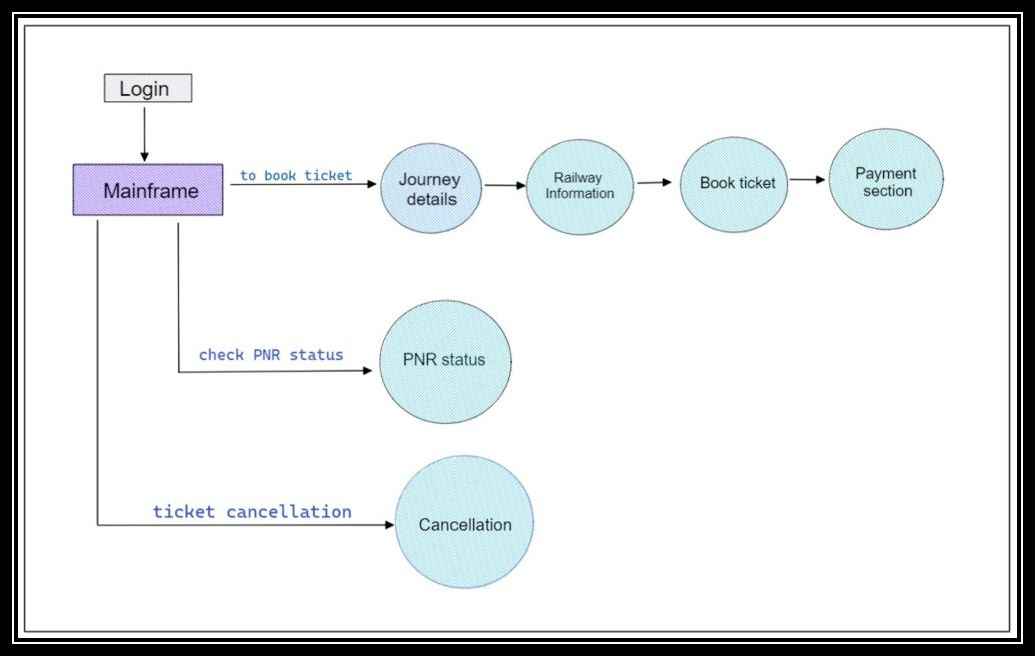 Login
Mainframe
to book ticket
Journey
details
Railway
Information
Book ticket
Payment
section
check PNR status
PNR status
ticket cancellation
Cancellation